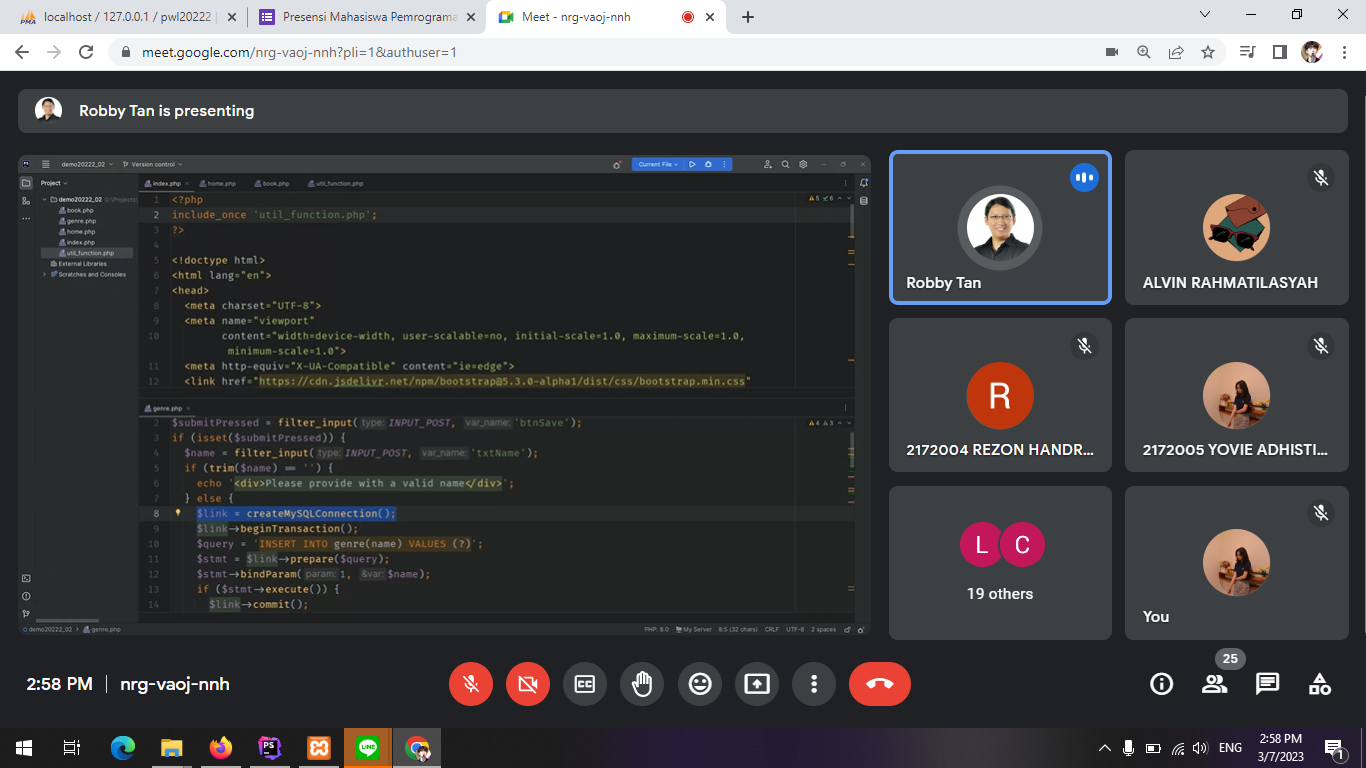 localhost / 127.0.0.1 / pwl20222
Presensi Mahasiswa Pemrograma
Meet - nrg-vaoj-nnh
meet.google.com/nrg-vaoj-nnh?pli=1&authuser=1
Robby Tan is presenting
demo20222_02
Version control
Current File
Project
index.php
home.php
book.php
util_function.php
demo20222_02
book.php
genre.php
home.php
index.php
util_function.php
External Libraries
Scratches and Consoles
1 <?php
2 include_once 'util_function.php';
3 ?>
4
5 <!doctype html>
6 <html lang="en">
7 <head>
8 <meta charset="UTF-8">
9 <meta name="viewport"
10 content="width=device-width, user-scalable=no, initial-scale=1.0, maximum-scale=1.0,
minimum-scale=1.0">
11 <meta http-equiv="X-UA-Compatible" content="ie=edge">
12 <link href="https://cdn.jsdelivr.net/npm/bootstrap@5.3.0-alpha1/dist/css/bootstrap.min.css"
5 6
genre.php
2 $submitPressed = filter_input(type: INPUT_POST, var_name: 'btnSave');
3 if (isset($submitPressed)) {
4 $name = filter_input(type: INPUT_POST, var_name: 'txtName');
5 if (trim($name) == '') {
6 echo '<div>Please provide with a valid name</div>';
7 } else {
8 $link = createMySQLConnection();
9 $link->beginTransaction();
10 $query = 'INSERT INTO genre(name) VALUES (?)';
11 $stmt = $link->prepare($query);
12 $stmt->bindParam(param: 1, &var: $name);
13 if ($stmt->execute()) {
14 $link->commit();
4 3
demo20222_02 > genre.php
PHP: 8.0 My Server 8:5 (32 chars) CRLF UTF-8 2 spaces
Robby Tan
ALVIN RAHMATILASYAH
R
2172004 REZON HANDR...
2172005 YOVIE ADHISTI...
L C
19 others
You
2:58 PM | nrg-vaoj-nnh
25
PS
LINE
ENG
2:58 PM
3/7/2023
1